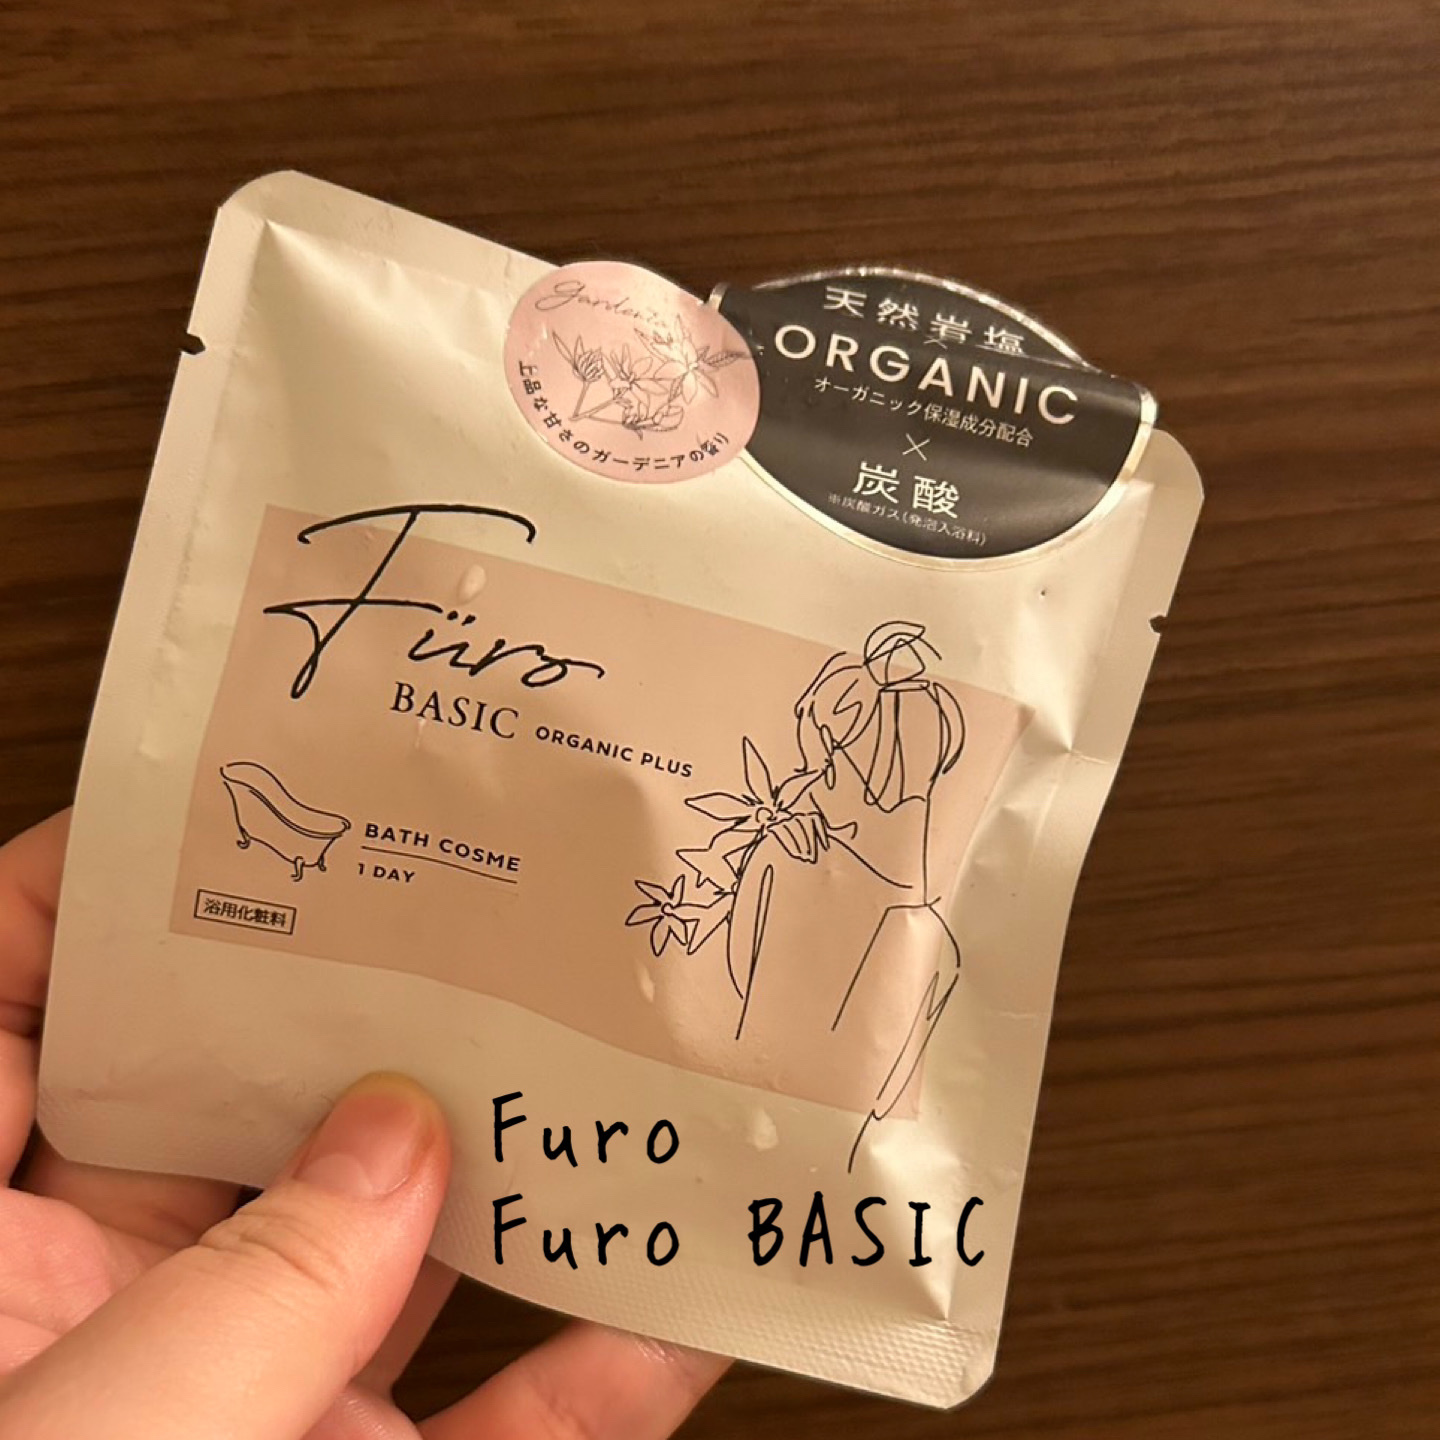 Gardenia
上品な甘さのガーデニアの香り
天然岩塩
×
ORGANIC
オーガニック保湿成分配合
×
炭酸
※炭酸ガス(発泡入浴料)
Füro
BASIC ORGANIC PLUS
BATH COSME
1 DAY
浴用化粧料
Furo
Furo BASIC